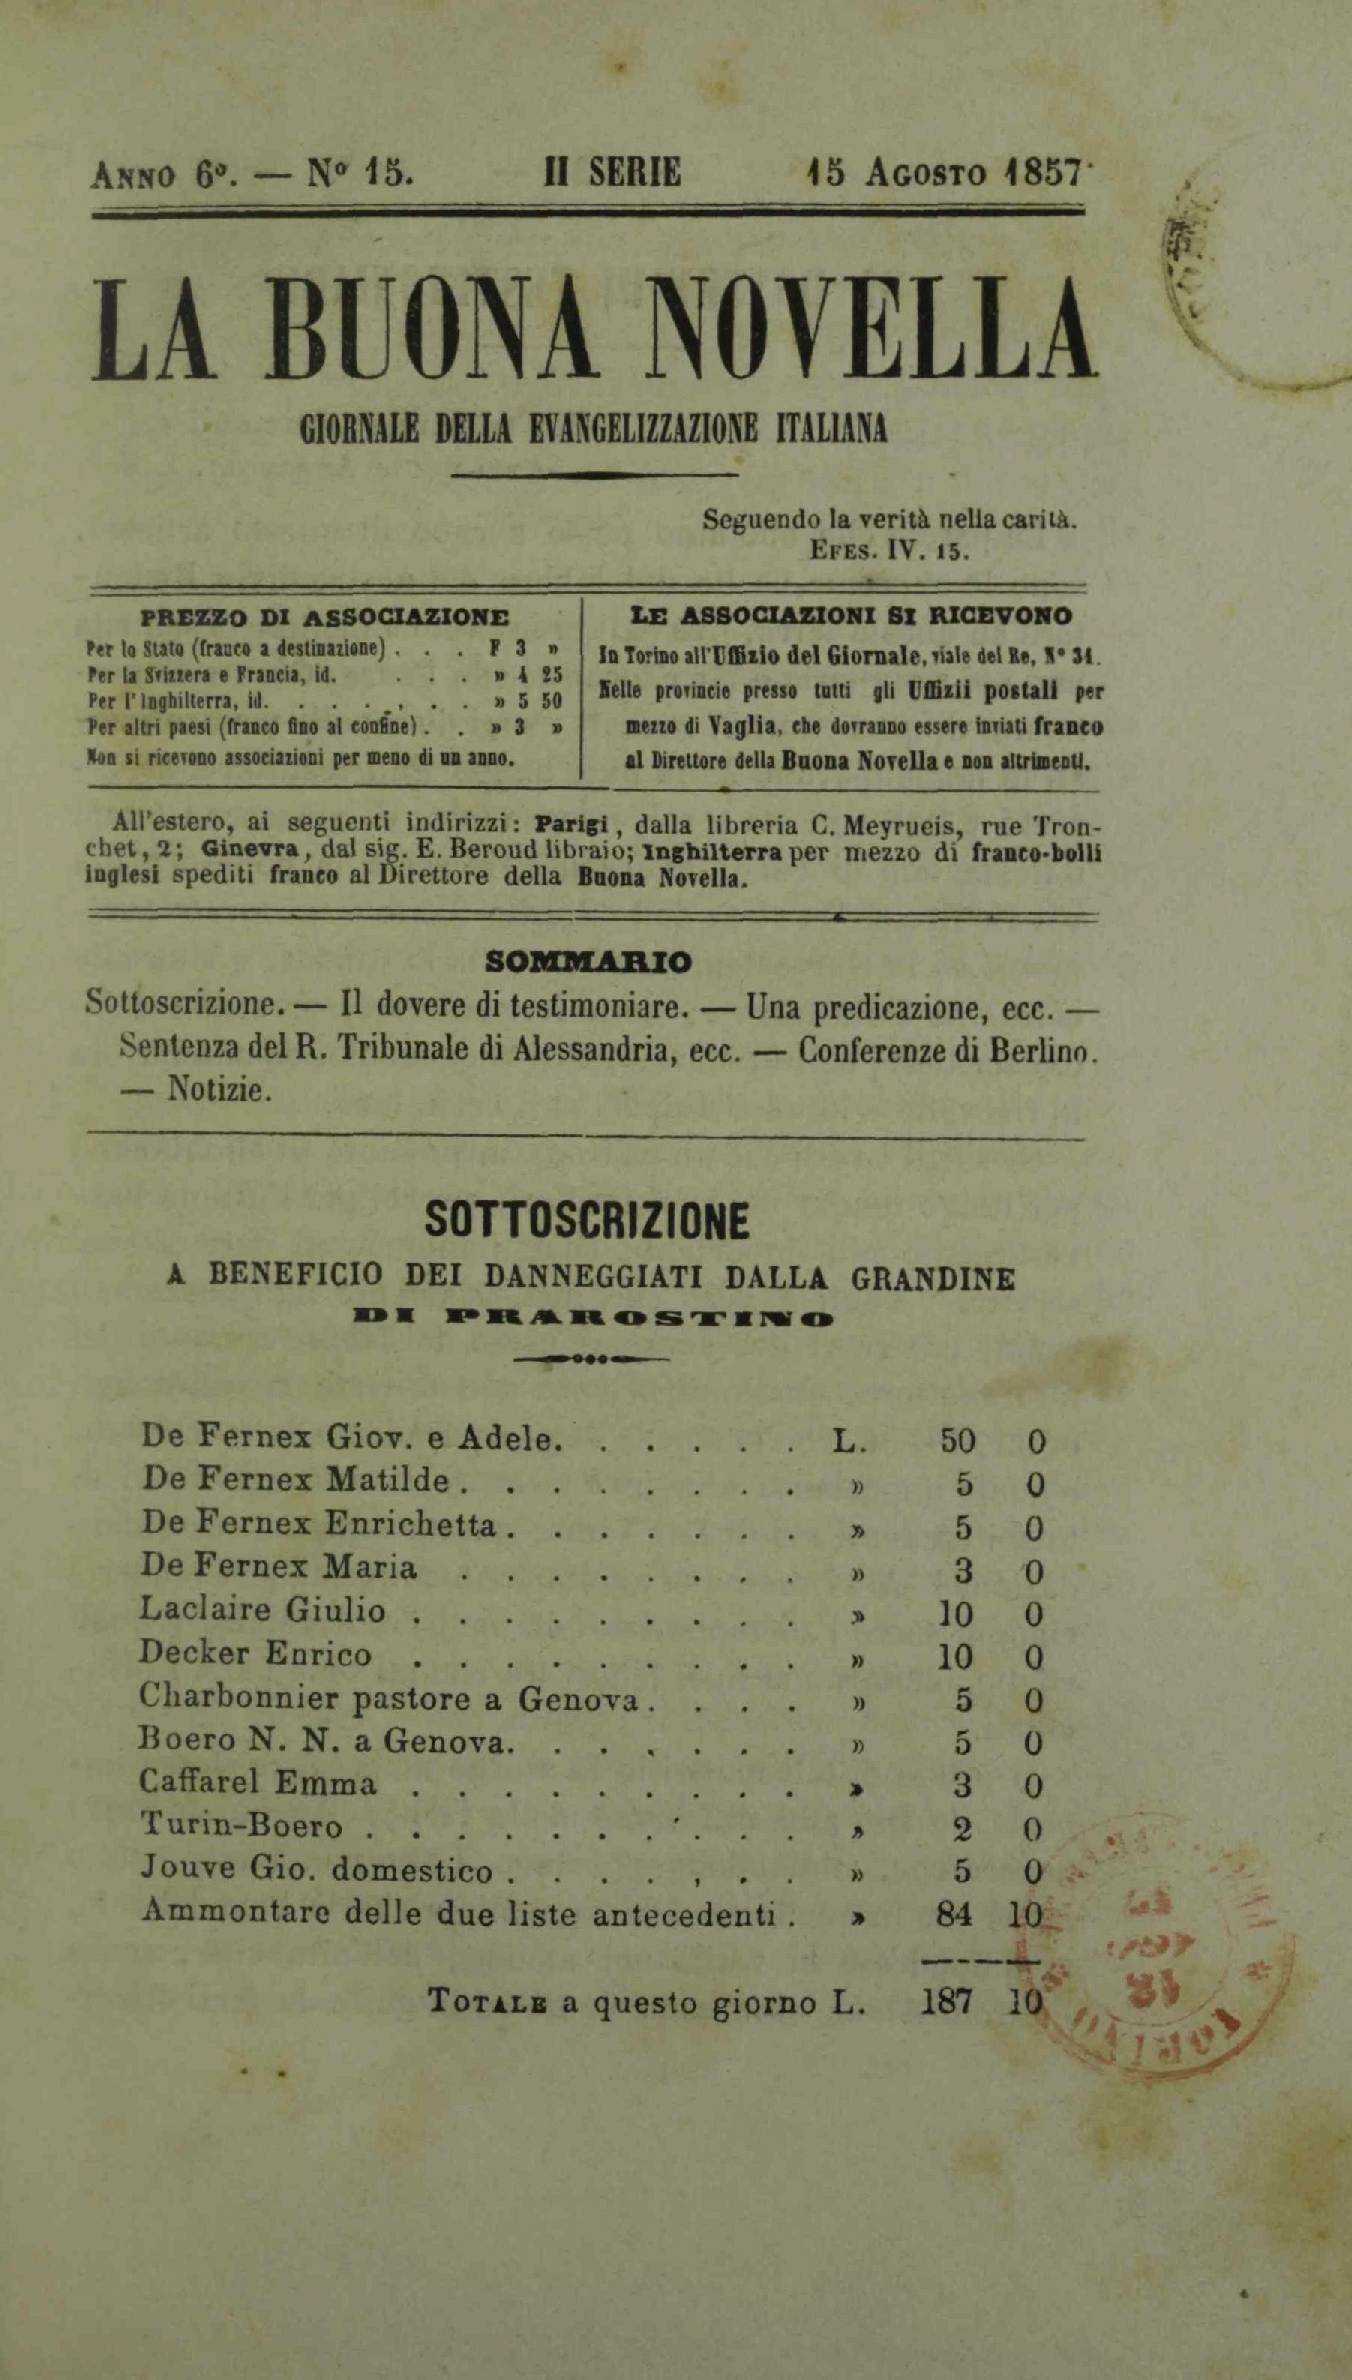 ANNO 6º. — Nº 15. II SERIE 15 AGOSTO 1857
LA BUONA NOVELLA
GIORNALE DELLA EVANGELIZZAZIONE ITALIANA
Seguendo la verità nella carità.
EFES. IV. 15.
PREZZO DI ASSOCIAZIONE
Per lo Stato (franco a destinazione) . . . F 3 »
Per la Svizzera e Francia, id. . . . » 4 25
Per l'Inghilterra, id. . . . . . . » 5 50
Per altri paesi (franco fino al confine) . . » 3 »
Non si ricevono associazioni per meno di un anno.
LE ASSOCIAZIONI SI RICEVONO
In Torino all'Uffizio del Giornale, viale del Re, Nº 31.
Nelle provincie presso tutti gli Uffizii postali per
mezzo di Vaglia, che dovranno essere inviati franco
al Direttore della Buona Novella e non altrimenti.
All'estero, ai seguenti indirizzi: Parigi, dalla libreria C. Meyrueis, rue Tron-
chet, 2; Ginevra, dal sig. E. Beroud libraio; Inghilterra per mezzo di franco-bolli
inglesi spediti franco al Direttore della Buona Novella.
SOMMARIO
Sottoscrizione. — Il dovere di testimoniare. — Una predicazione, ecc. —
Sentenza del R. Tribunale di Alessandria, ecc. — Conferenze di Berlino.
— Notizie.
SOTTOSCRIZIONE
A BENEFICIO DEI DANNEGGIATI DALLA GRANDINE
DI PRAROSTINO
De Fernex Giov. e Adele. . . . . . L. 50 0
De Fernex Matilde . . . . . . . . » 5 0
De Fernex Enrichetta . . . . . . . » 5 0
De Fernex Maria . . . . . . . . » 3 0
Laclaire Giulio . . . . . . . . . » 10 0
Decker Enrico . . . . . . . . . » 10 0
Charbonnier pastore a Genova . . . . » 5 0
Boero N. N. a Genova. . . . . . . » 5 0
Caffarel Emma . . . . . . . . . » 3 0
Turin-Boero . . . . . . . . . . » 2 0
Jouve Gio. domestico . . . . . . . » 5 0
Ammontare delle due liste antecedenti . » 84 10
TOTALE a questo giorno L. 187 10
TORINO